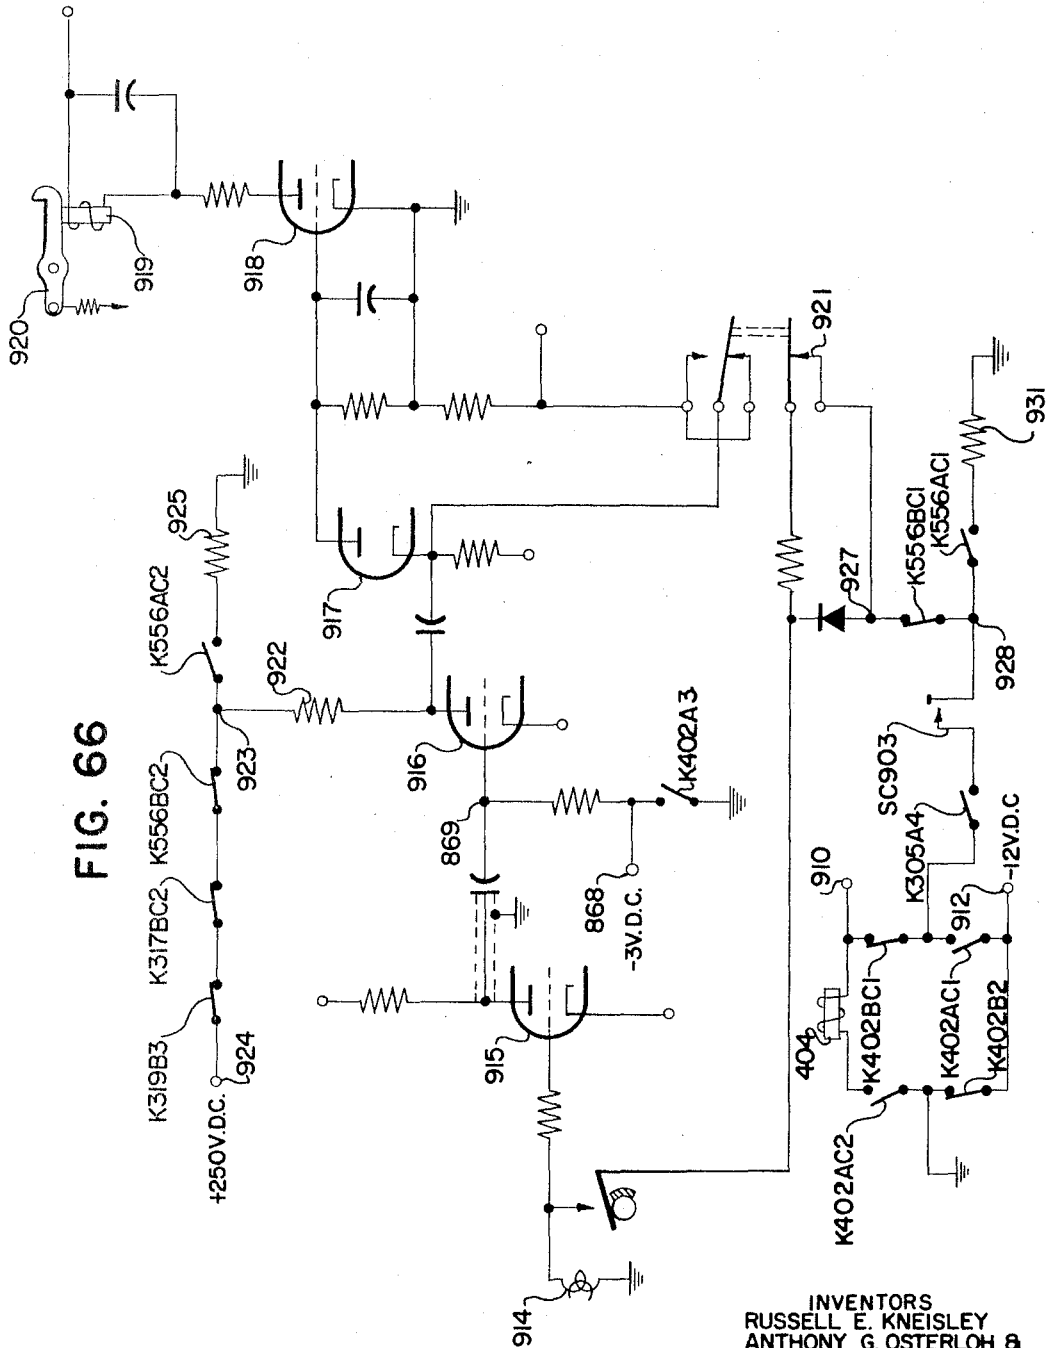 FIG. 66
920
919
918
921
931
925
K556AC2
922
923
K556BC2
K317BC2
K319B3
924
+250V.D.C.
917
916
869
K402A3
868
-3V.D.C.
915
914
927
K556BC1
K556AC1
928
SC903
K305A4
910
912
-12V.D.C
404
K402BC1
K402AC1
K402B2
K402AC2
INVENTORS
RUSSELL E. KNEISLEY
ANTHONY G. OSTERLOH &